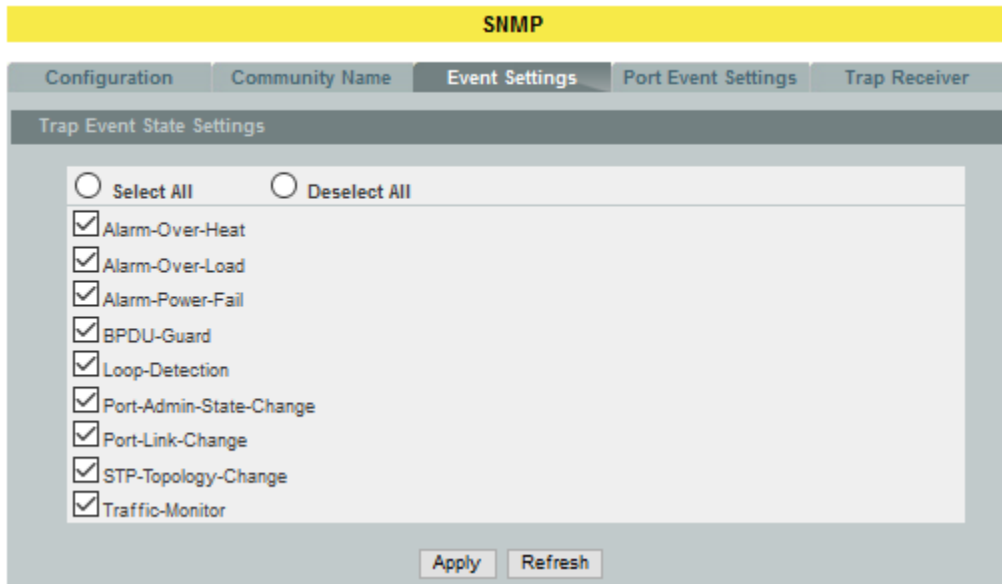 SNMP
Configuration Community Name Event Settings Port Event Settings Trap Receiver
Trap Event State Settings
Select All Deselect All
Alarm-Over-Heat
Alarm-Over-Load
Alarm-Power-Fail
BPDU-Guard
Loop-Detection
Port-Admin-State-Change
Port-Link-Change
STP-Topology-Change
Traffic-Monitor
Apply Refresh